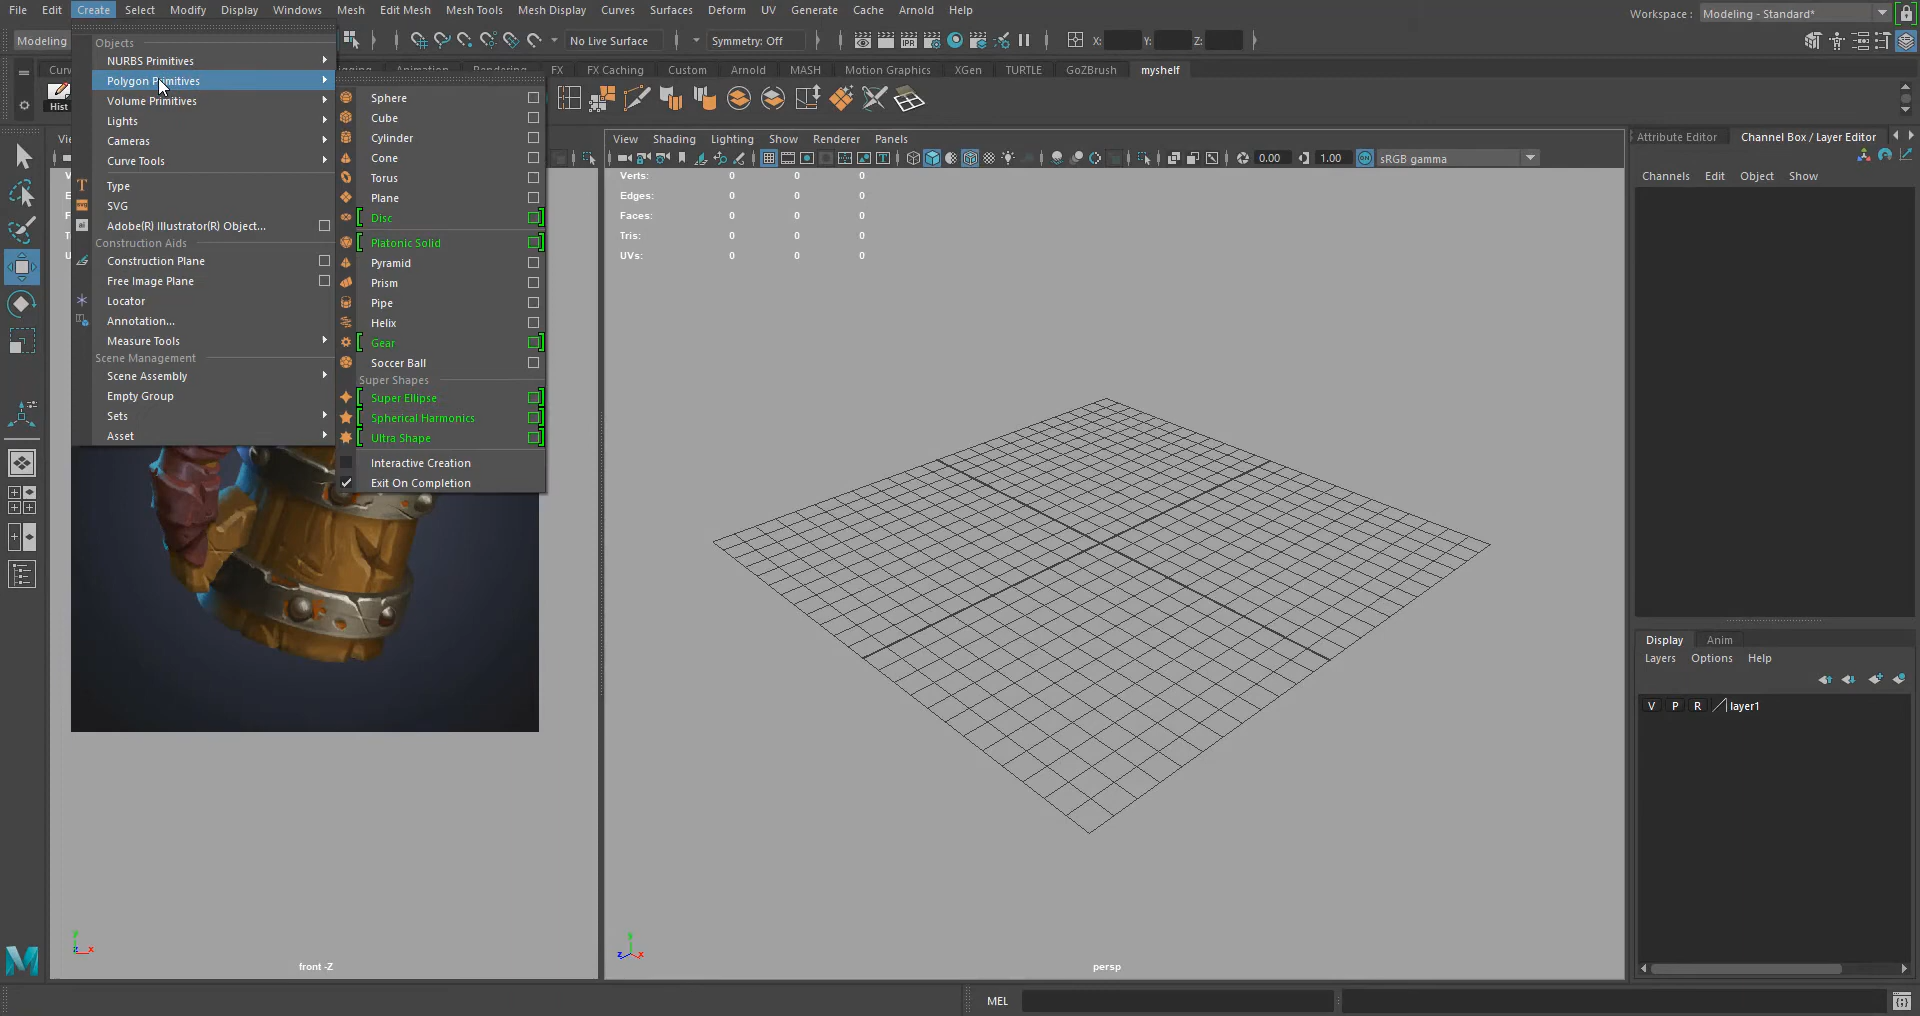 File Edit Create Select Modify Display Windows Mesh Edit Mesh Mesh Tools Mesh Display Curves Surfaces Deform UV Generate Cache Arnold Help
Workspace : Modeling - Standard*
Modeling
No Live Surface
Symmetry: Off
X: Y: Z:
FX FX Caching Custom Arnold MASH Motion Graphics XGen TURTLE GoZBrush myshelf
Hist
Objects
NURBS Primitives
Polygon Primitives
Volume Primitives
Lights
Cameras
Curve Tools
Type
SVG
Adobe(R) Illustrator(R) Object...
Construction Aids
Construction Plane
Free Image Plane
Locator
Annotation...
Measure Tools
Scene Management
Scene Assembly
Empty Group
Sets
Asset
Sphere
Cube
Cylinder
Cone
Torus
Plane
Disc
Platonic Solid
Pyramid
Prism
Pipe
Helix
Gear
Soccer Ball
Super Shapes
Super Ellipse
Spherical Harmonics
Ultra Shape
Interactive Creation
Exit On Completion
View Shading Lighting Show Renderer Panels
0.00 1.00 sRGB gamma
Verts: 0 0 0
Edges: 0 0 0
Faces: 0 0 0
Tris: 0 0 0
UVs: 0 0 0
front -Z
persp
Attribute Editor Channel Box / Layer Editor
Channels Edit Object Show
Display Anim
Layers Options Help
V P R layer1
MEL